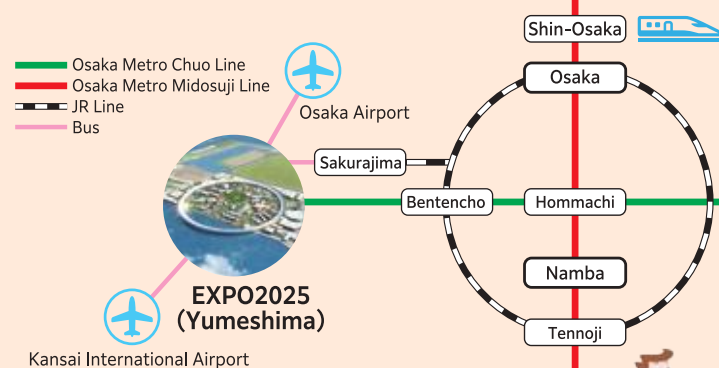 Shin-Osaka
Osaka Metro Chuo Line
Osaka Metro Midosuji Line
JR Line
Bus
Osaka
Osaka Airport
Sakurajima
Bentencho
Hommachi
EXPO2025
(Yumeshima)
Namba
Tennoji
Kansai International Airport